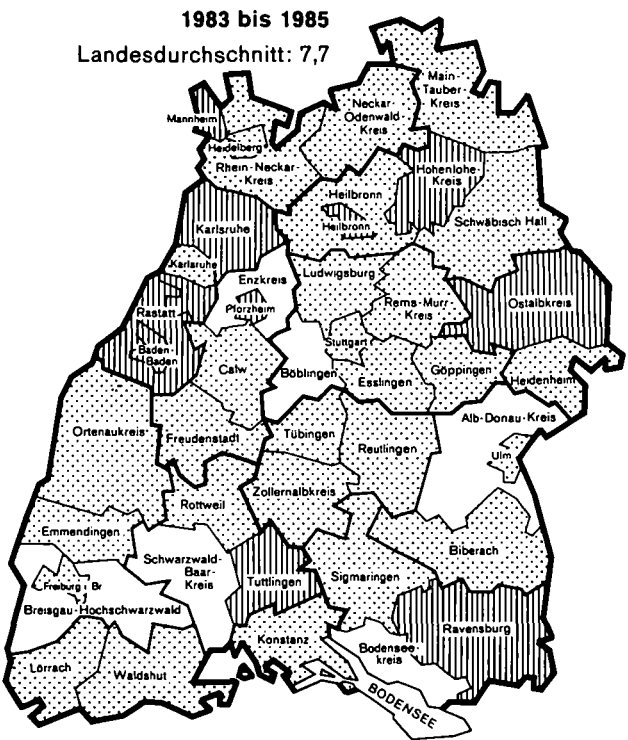 1983 bis 1985
Landesdurchschnitt: 7,7
Main-
Tauber
Kreis
Neckar-
Odenwald
Kreis
Mannheim
Heidelberg
Rhein-Neckar-
Kreis
Hohenlohe-
Kreis
Heilbronn
Heilbronn
Schwäbisch Hall
Karlsruhe
Karlsruhe
Enzkreis
Ludwigsburg
Pforzheim
Rems-Murr-
Kreis
Ostalbkreis
Rastatt
Baden-
Baden
Stuttgart
Calw
Böblingen
Esslingen
Göppingen
Heidenheim
Alb-Donau-Kreis
Ortenaukreis
Freudenstadt
Tübingen
Reutlingen
Ulm
Zollernalbkreis
Rottweil
Emmendingen
Schwarzwald-
Baar-
Kreis
Biberach
Tuttlingen
Sigmaringen
Freiburg i Br
Breisgau-Hochschwarzwald
Ravensburg
Konstanz
Bodensee-
kreis
Lörrach
Waldshut
BODENSEE